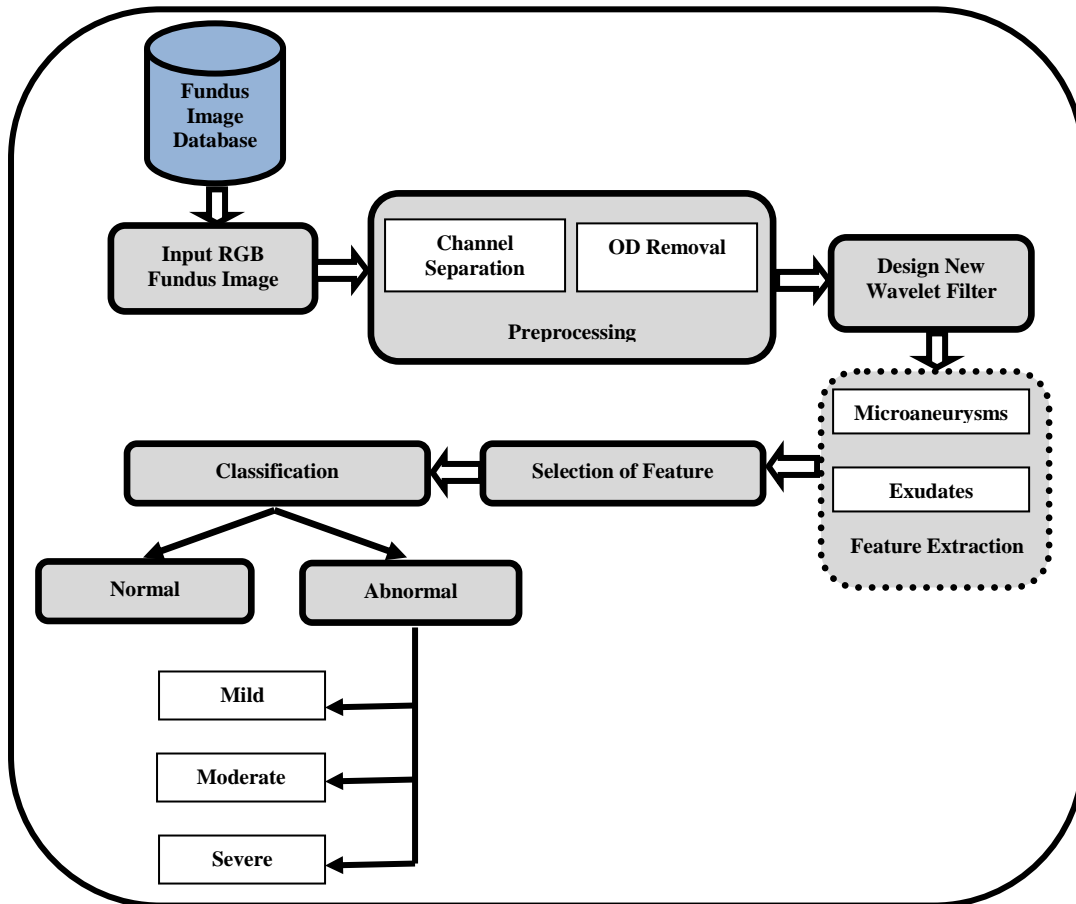 Fundus
Image
Database
Input RGB
Fundus Image
Channel
Separation
OD Removal
Preprocessing
Design New
Wavelet Filter
Microaneurysms
Exudates
Feature Extraction
Selection of Feature
Classification
Normal
Abnormal
Mild
Moderate
Severe